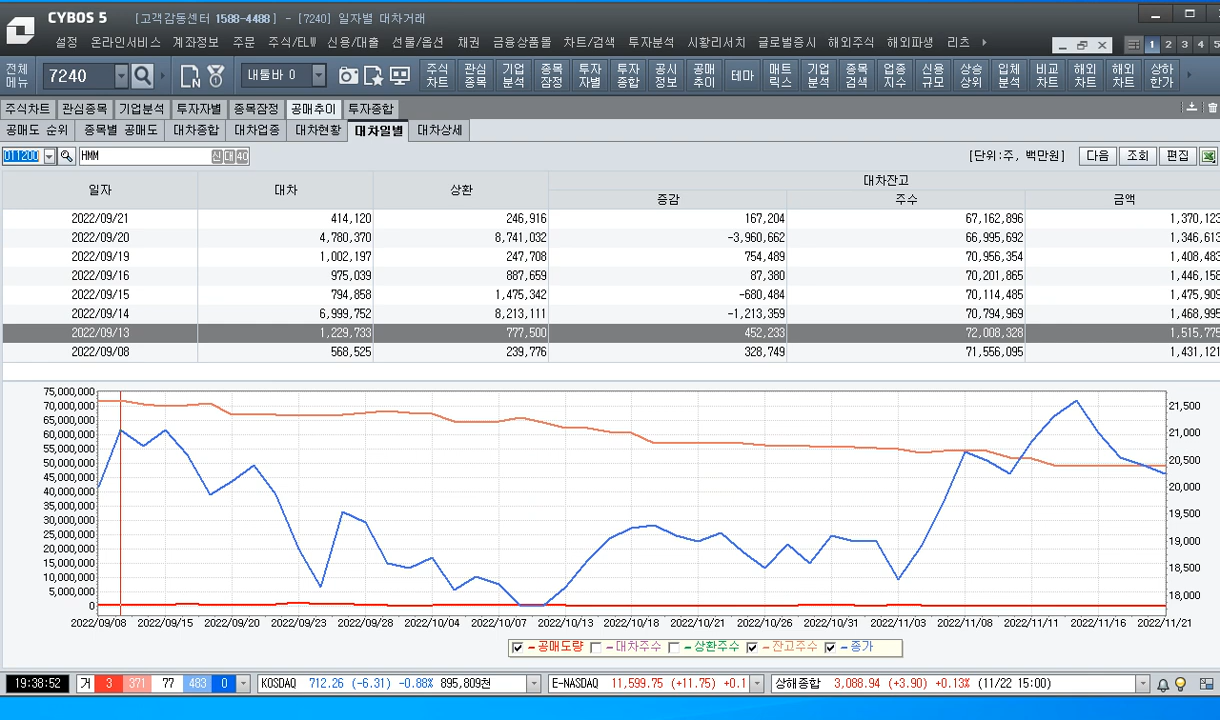 CYBOS 5 [고객감동센터 1588-4488] - [7240] 일자별 대차거래
설정 온라인서비스 계좌정보 주문 주식/ELW 신용/대출 선물/옵션 채권 금융상품몰 차트/검색 투자분석 시황리서치 글로벌증시 해외주식 해외파생 리츠 1 2 3 4 5
전체 메뉴 7240 내툴바 0 주식 차트 관심 종목 기업 분석 종목 잠정 투자 자별 투자 종합 공시 정보 공매 추이 테마 매트 릭스 기업 분석 종목 검색 업종 지수 신용 규모 상승 상위 입체 분석 비교 차트 해외 차트 해외 차트 상하 한가
주식차트 관심종목 기업분석 투자자별 종목잠정 공매추이 투자종합
공매도 순위 종목별 공매도 대차종합 대차업종 대차현황 대차일별 대차상세
011200 HMM 신 대 40 [단위:주, 백만원] 다음 조회 편집
일자 대차 상환 대차잔고
증감 주수 금액
2022/09/21 414,120 246,916 167,204 67,162,896 1,370,123
2022/09/20 4,780,370 8,741,032 -3,960,662 66,995,692 1,346,613
2022/09/19 1,002,197 247,708 754,489 70,956,354 1,408,483
2022/09/16 975,039 887,659 87,380 70,201,865 1,446,158
2022/09/15 794,858 1,475,342 -680,484 70,114,485 1,475,909
2022/09/14 6,999,752 8,213,111 -1,213,359 70,794,969 1,468,995
2022/09/13 1,229,733 777,500 452,233 72,008,328 1,515,775
2022/09/08 568,525 239,776 328,749 71,556,095 1,431,121
75,000,000
70,000,000 21,500
65,000,000
60,000,000 21,000
55,000,000
50,000,000 20,500
45,000,000
40,000,000 20,000
35,000,000
30,000,000 19,500
25,000,000
20,000,000 19,000
15,000,000
10,000,000 18,500
5,000,000
0 18,000
2022/09/08 2022/09/15 2022/09/20 2022/09/23 2022/09/28 2022/10/04 2022/10/07 2022/10/13 2022/10/18 2022/10/21 2022/10/26 2022/10/31 2022/11/03 2022/11/08 2022/11/11 2022/11/16 2022/11/21
공매도량 대차주수 상환주수 잔고주수 종가
19:38:52 거 3 371 77 483 0 KOSDAQ 712.26 (-6.31) -0.88% 895,809천 E-NASDAQ 11,599.75 (+11.75) +0.1 상해종합 3,088.94 (+3.90) +0.13% (11/22 15:00)